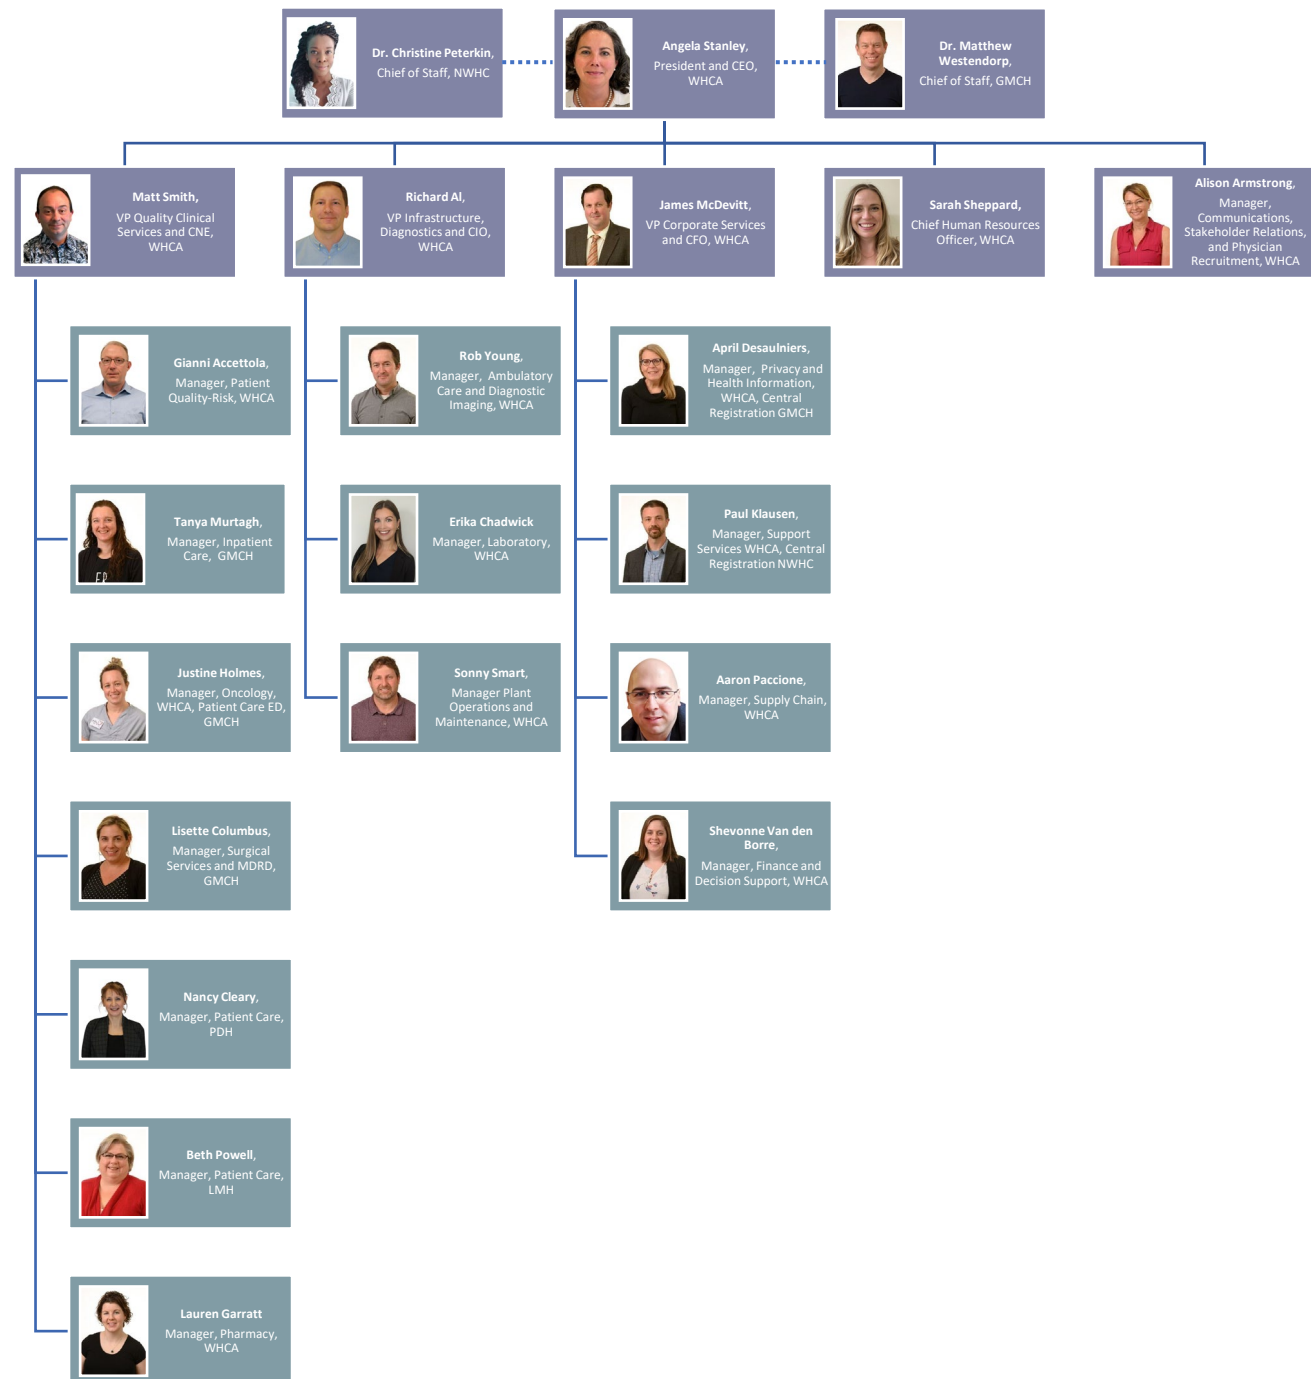 Dr. Christine Peterkin,
Chief of Staff, NWHC
Angela Stanley,
President and CEO,
WHCA
Dr. Matthew
Westendorp,
Chief of Staff, GMCH
Matt Smith,
VP Quality Clinical
Services and CNE,
WHCA
Richard Al,
VP Infrastructure,
Diagnostics and CIO,
WHCA
James McDevitt,
VP Corporate Services
and CFO, WHCA
Sarah Sheppard,
Chief Human Resources
Officer, WHCA
Alison Armstrong,
Manager,
Communications,
Stakeholder Relations,
and Physician
Recruitment, WHCA
Gianni Accettola,
Manager, Patient
Quality-Risk, WHCA
Tanya Murtagh,
Manager, Inpatient
Care, GMCH
Justine Holmes,
Manager, Oncology,
WHCA, Patient Care ED,
GMCH
Lisette Columbus,
Manager, Surgical
Services and MDRD,
GMCH
Nancy Cleary,
Manager, Patient Care,
PDH
Beth Powell,
Manager, Patient Care,
LMH
Lauren Garratt
Manager, Pharmacy,
WHCA
Rob Young,
Manager, Ambulatory
Care and Diagnostic
Imaging, WHCA
Erika Chadwick
Manager, Laboratory,
WHCA
Sonny Smart,
Manager Plant
Operations and
Maintenance, WHCA
April Desaulniers,
Manager, Privacy and
Health Information,
WHCA, Central
Registration GMCH
Paul Klausen,
Manager, Support
Services WHCA, Central
Registration NWHC
Aaron Paccione,
Manager, Supply Chain,
WHCA
Shevonne Van den
Borre,
Manager, Finance and
Decision Support, WHCA